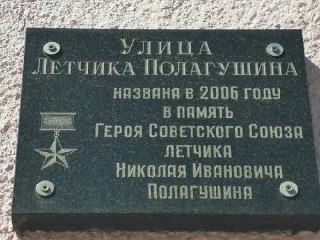 Улица
Летчика Полагушина
названа в 2006 году
в память
Героя Советского Союза
летчика
Николая Ивановича
Полагушина